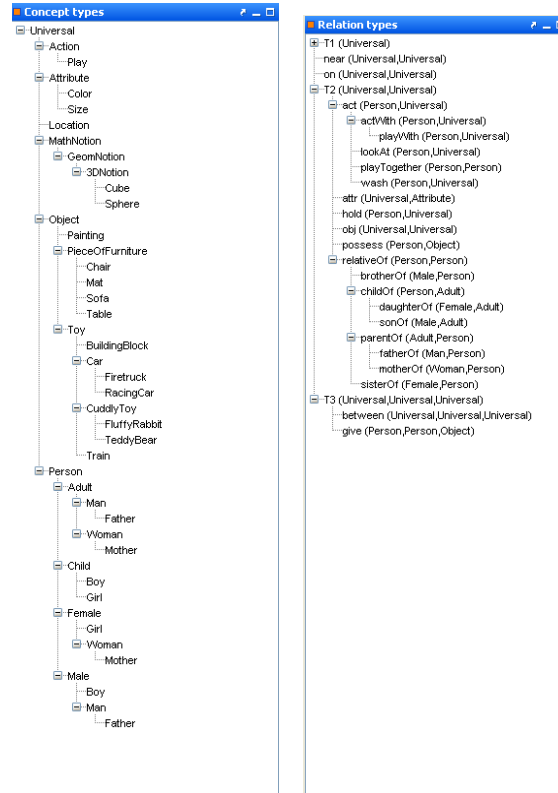 Concept types
Universal
Action
Play
Attribute
Color
Size
Location
MathNotion
GeomNotion
3DNotion
Cube
Sphere
Object
Painting
PieceOfFurniture
Chair
Mat
Sofa
Table
Toy
BuildingBlock
Car
Firetruck
RacingCar
CuddlyToy
FluffyRabbit
TeddyBear
Train
Person
Adult
Man
Father
Woman
Mother
Child
Boy
Girl
Female
Girl
Woman
Mother
Male
Boy
Man
Father
Relation types
T1 (Universal)
near (Universal,Universal)
on (Universal,Universal)
T2 (Universal,Universal)
act (Person,Universal)
actWith (Person,Universal)
playWith (Person,Universal)
lookAt (Person,Universal)
playTogether (Person,Person)
wash (Person,Universal)
attr (Universal,Attribute)
hold (Person,Universal)
obj (Universal,Universal)
possess (Person,Object)
relativeOf (Person,Person)
brotherOf (Male,Person)
childOf (Person,Adult)
daughterOf (Female,Adult)
sonOf (Male,Adult)
parentOf (Adult,Person)
fatherOf (Man,Person)
motherOf (Woman,Person)
sisterOf (Female,Person)
T3 (Universal,Universal,Universal)
between (Universal,Universal,Universal)
give (Person,Person,Object)